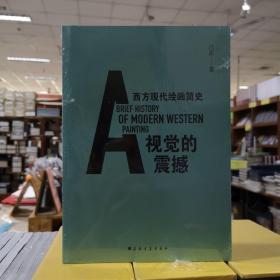 西方现代绘画简史
A
BRIEF HISTORY
OF MODERN WESTERN
PAINTING
视觉的
震撼